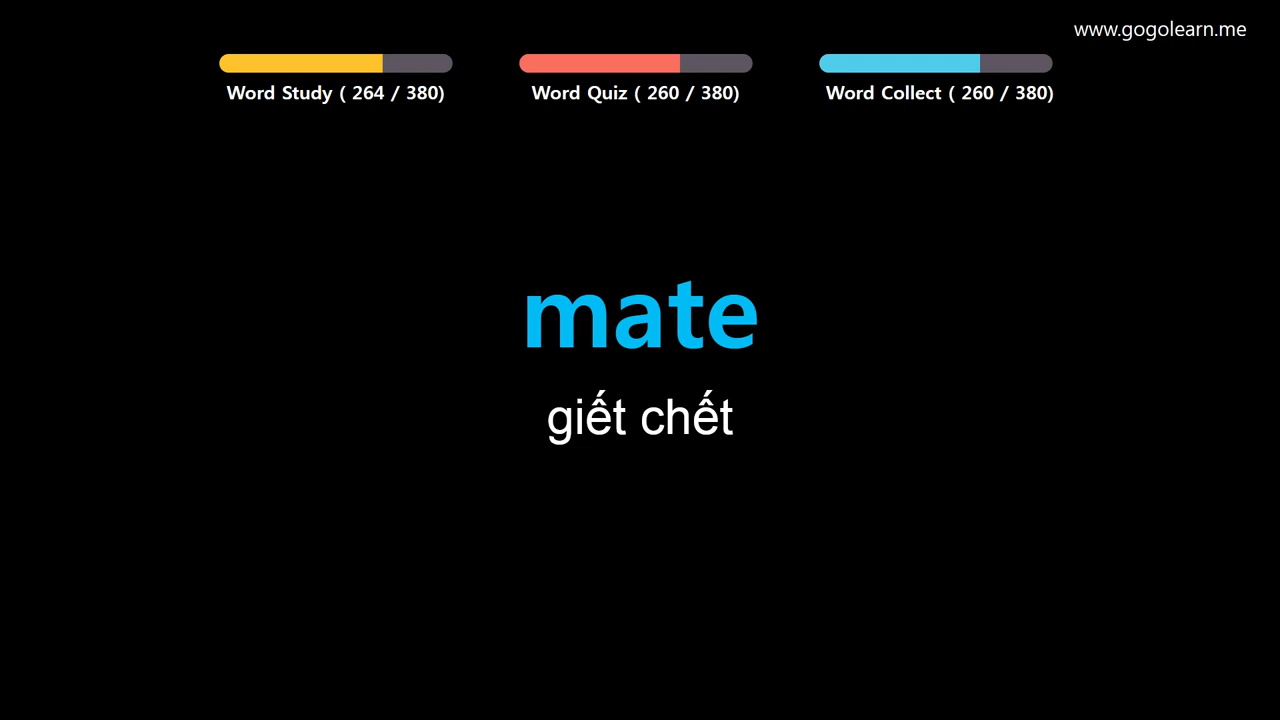 www.gogolearn.me
Word Study ( 264 / 380)
Word Quiz ( 260 / 380)
Word Collect ( 260 / 380)
mate
giết chết